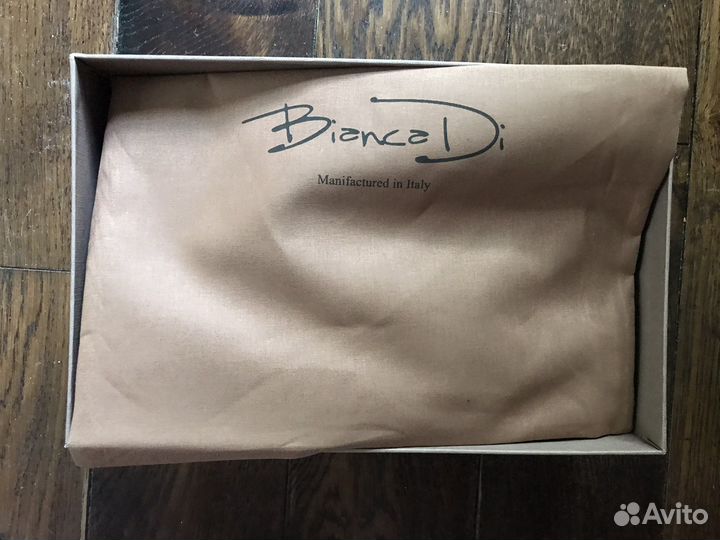 Bianca Di
Manifactured in Italy
Avito